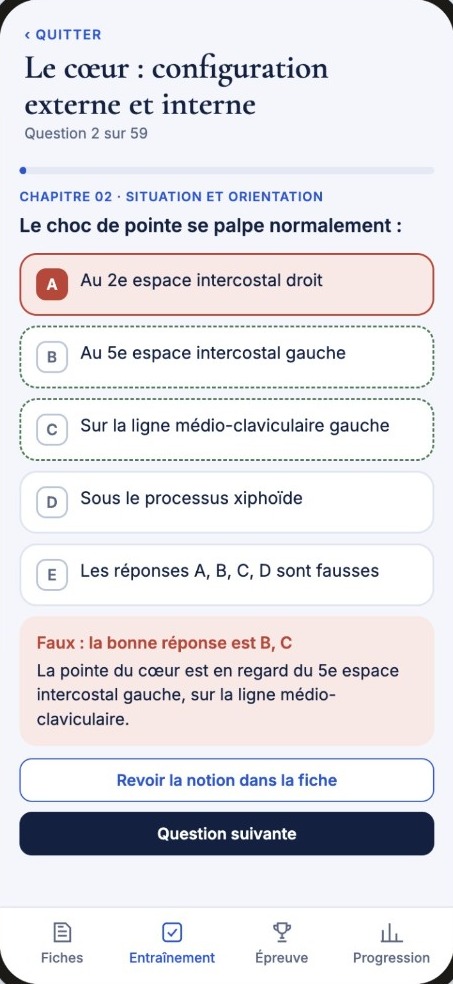 ‹ QUITTER
Le cœur : configuration
externe et interne
Question 2 sur 59
CHAPITRE 02 · SITUATION ET ORIENTATION
Le choc de pointe se palpe normalement :
A Au 2e espace intercostal droit
B Au 5e espace intercostal gauche
C Sur la ligne médio-claviculaire gauche
D Sous le processus xiphoïde
E Les réponses A, B, C, D sont fausses
Faux : la bonne réponse est B, C
La pointe du cœur est en regard du 5e espace
intercostal gauche, sur la ligne médio-
claviculaire.
Revoir la notion dans la fiche
Question suivante
Fiches Entraînement Épreuve Progression